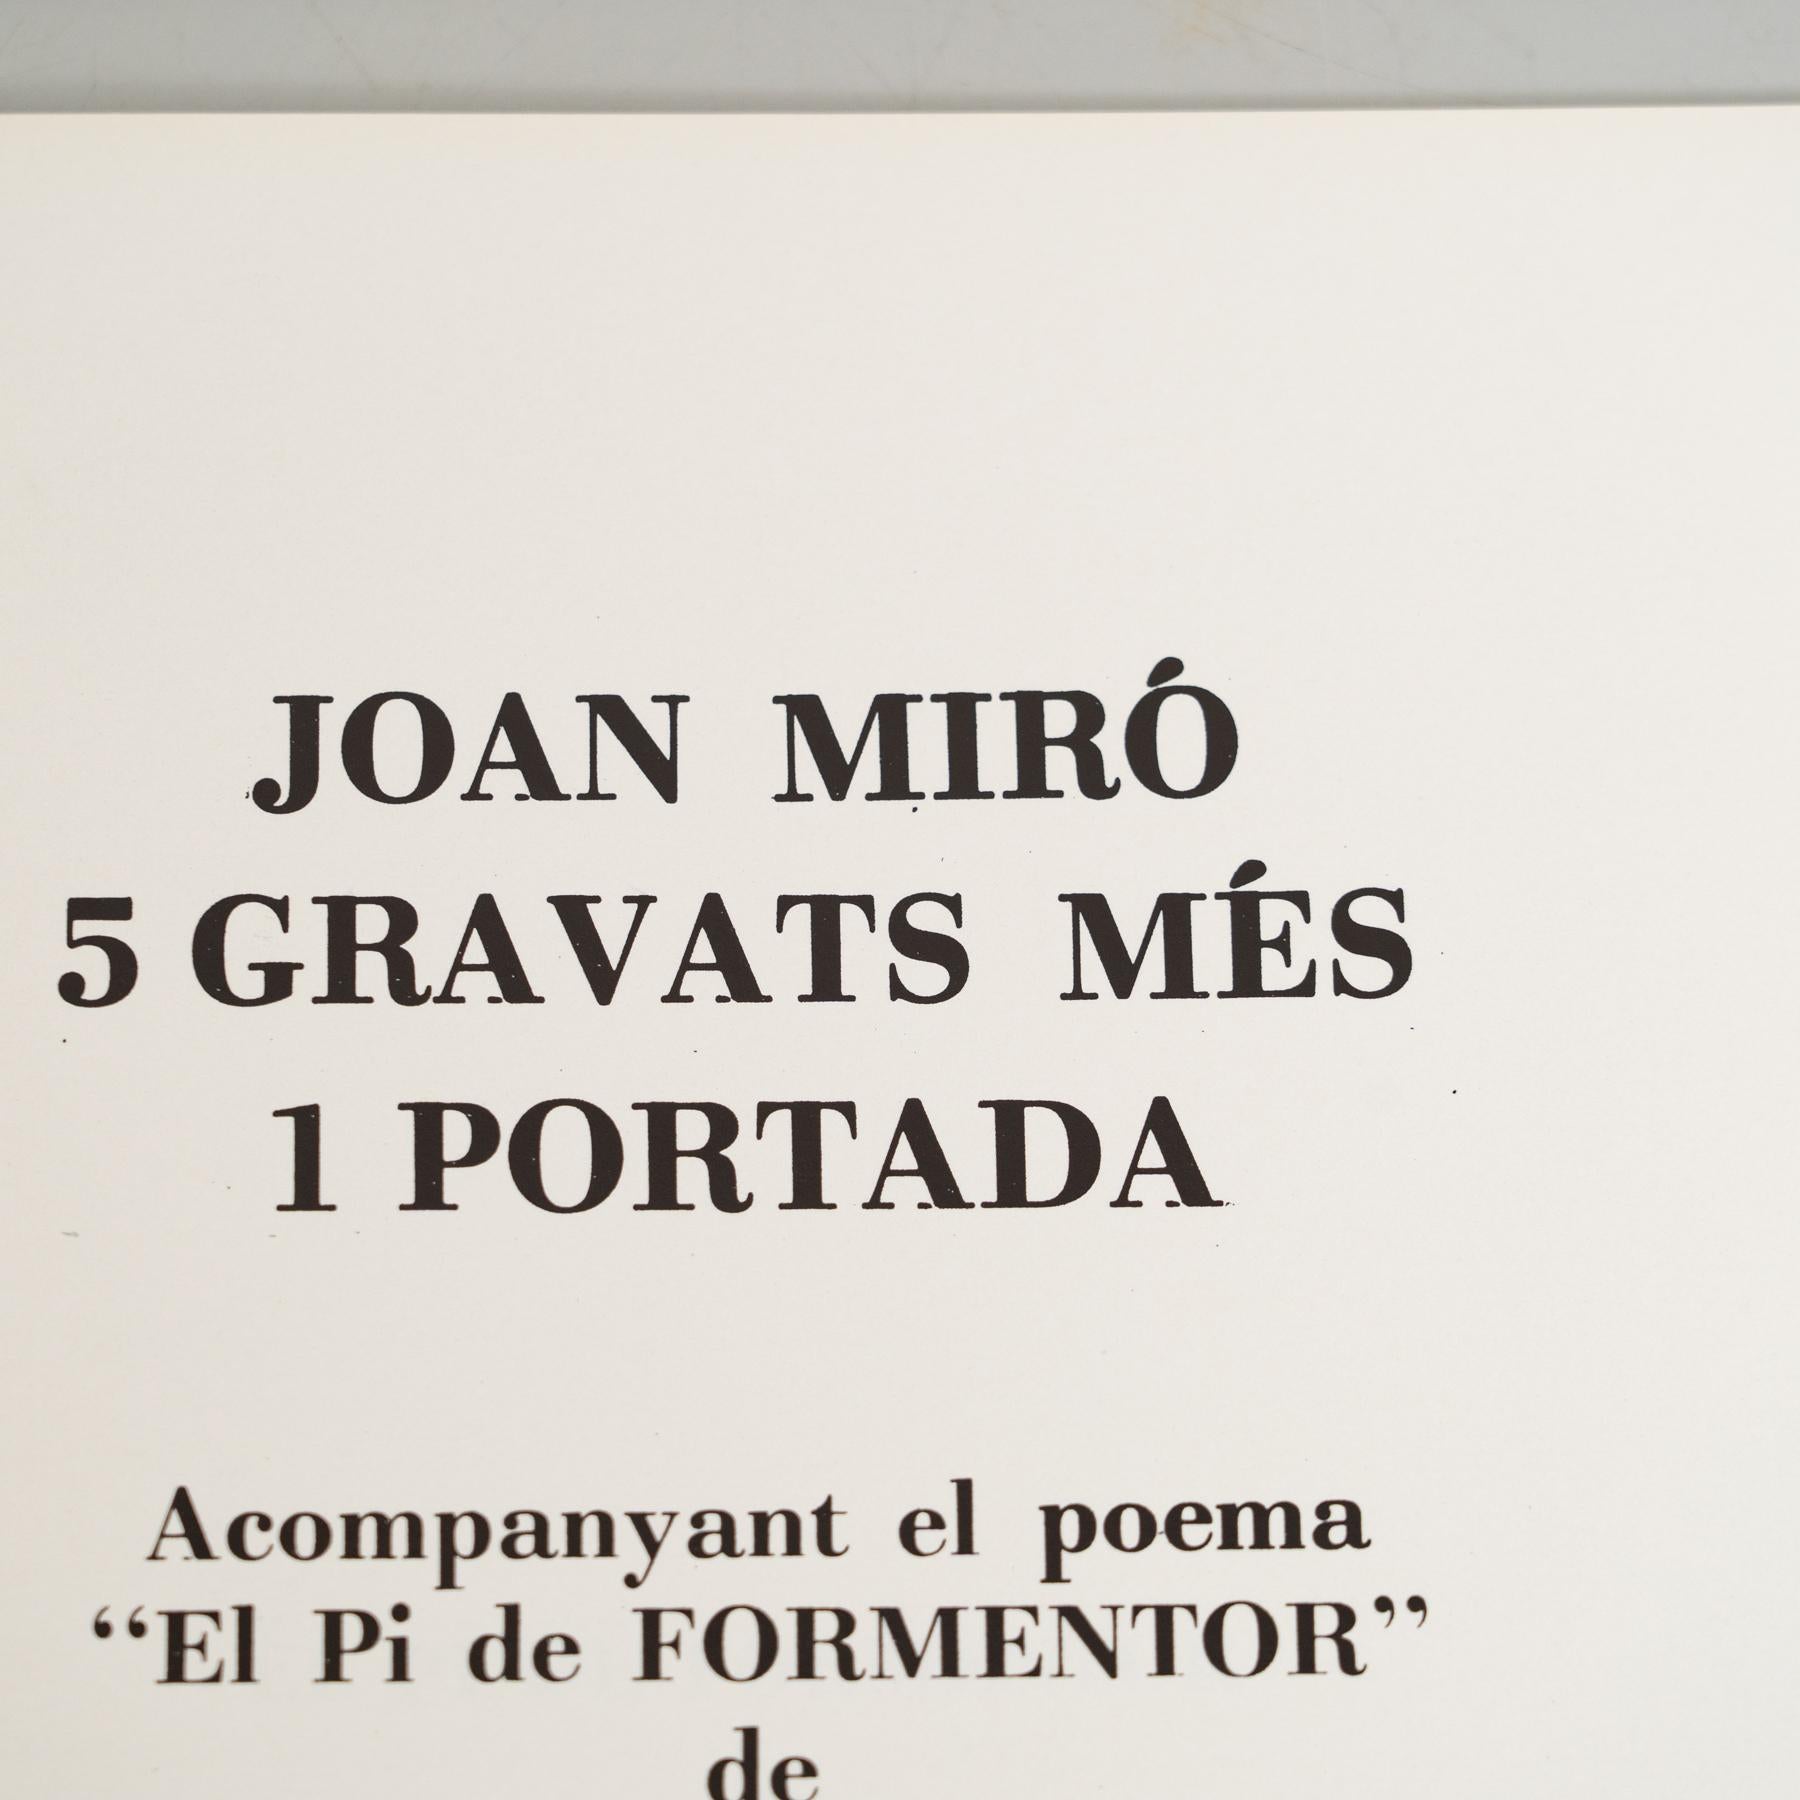 JOAN MIRÓ
5 GRAVATS MÉS
1 PORTADA
Acompanyant el poema
“El Pi de FORMENTOR”
de